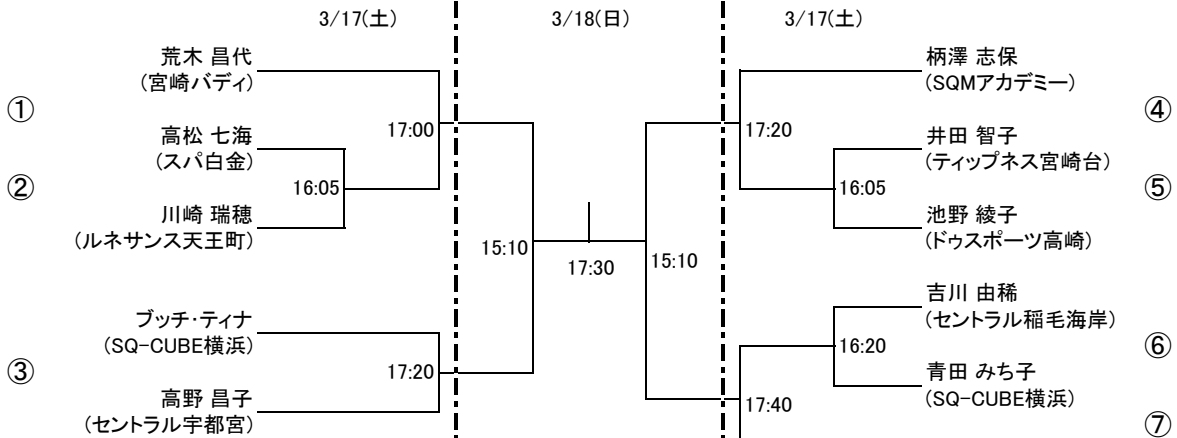 3/17(土)
3/18(日)
3/17(土)
荒木 昌代
(宮崎バディ)
①
高松 七海
(スパ白金)
②
川崎 瑞穂
(ルネサンス天王町)
17:00
16:05
ブッチ・ティナ
(SQ-CUBE横浜)
③
高野 昌子
(セントラル宇都宮)
17:20
15:10
17:30
15:10
柄澤 志保
(SQMアカデミー)
④
17:20
井田 智子
(ティップネス宮崎台)
16:05
⑤
池野 綾子
(ドゥスポーツ高崎)
吉川 由稀
(セントラル稲毛海岸)
16:20
⑥
青田 みち子
(SQ-CUBE横浜)
17:40
⑦